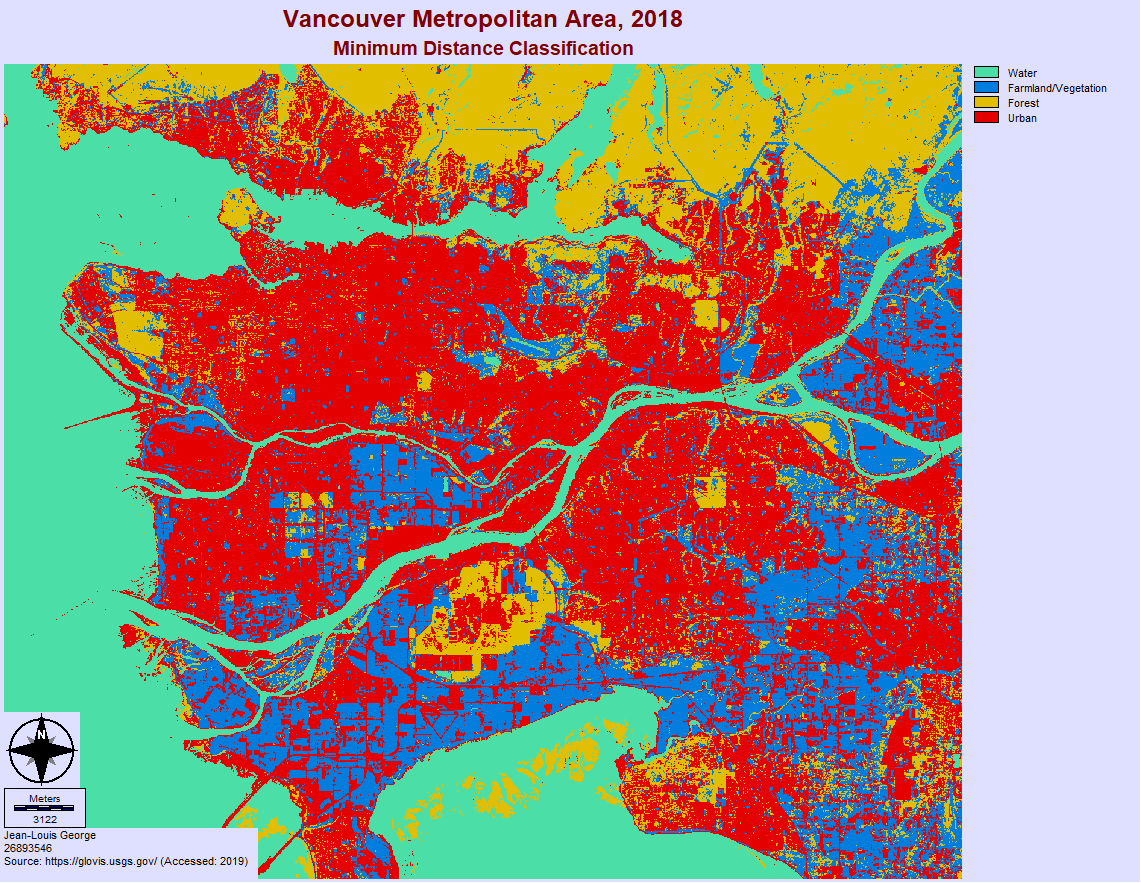 Vancouver Metropolitan Area, 2018
Minimum Distance Classification
Water
Farmland/Vegetation
Forest
Urban
N
Meters
3122
Jean-Louis George
26893546
Source: https://glovis.usgs.gov/ (Accessed: 2019)